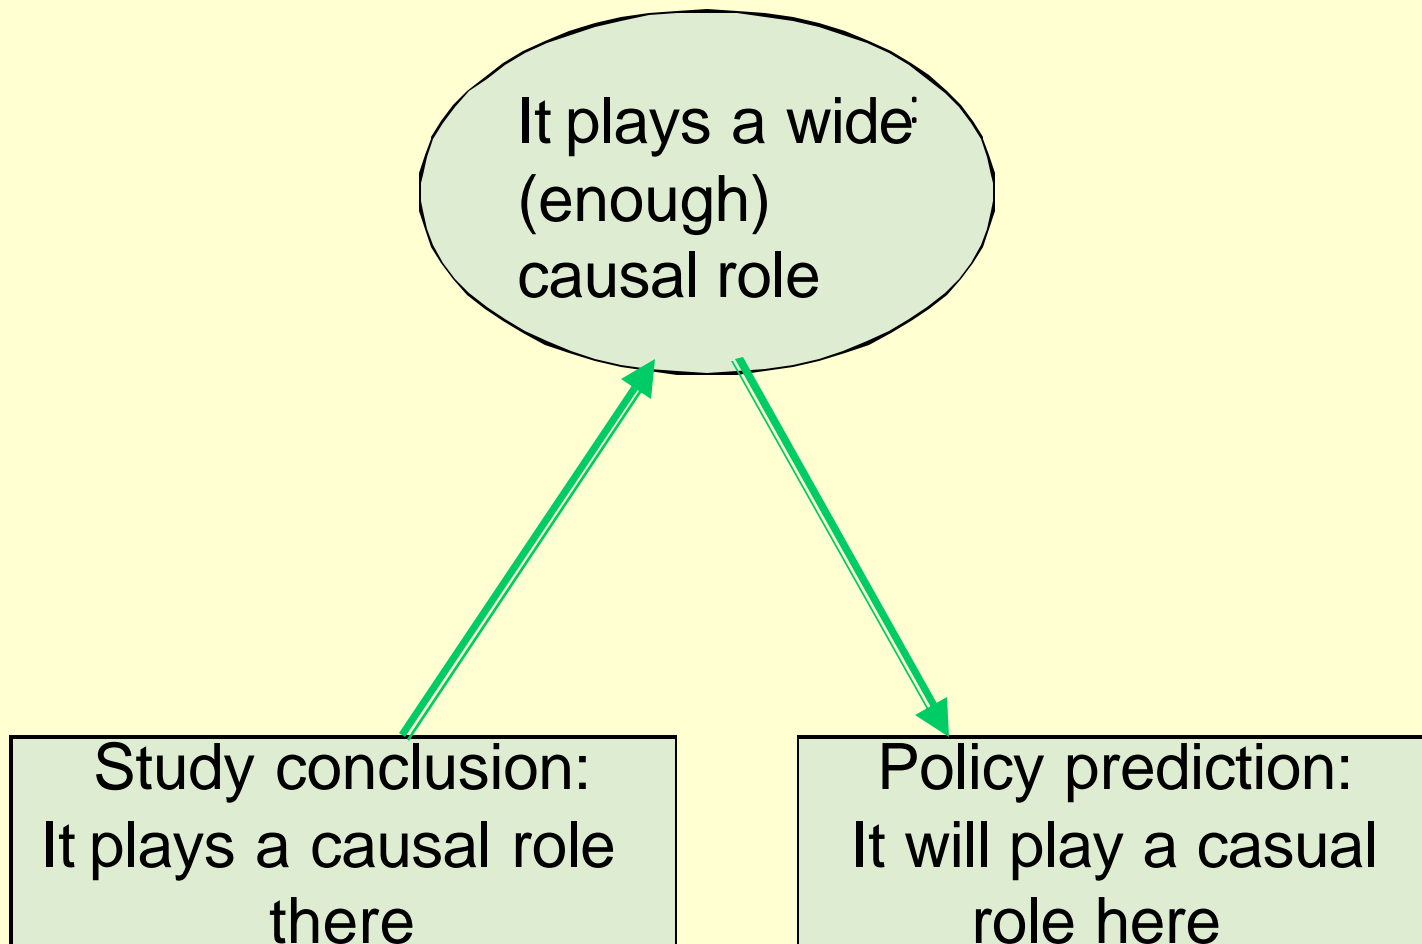 It plays a wide:
(enough)
causal role
Study conclusion:
It plays a causal role
there
Policy prediction:
It will play a casual
role here